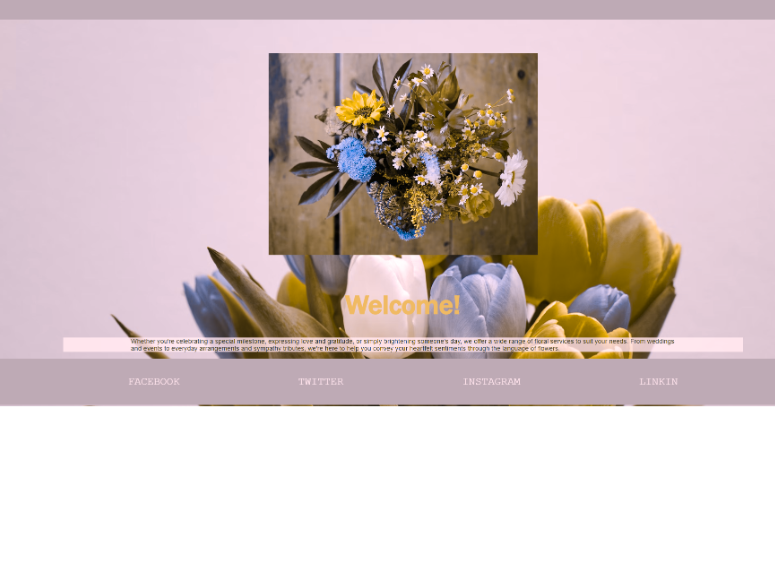 Welcome!
Whether you're celebrating a special milestone, expressing love and gratitude, or simply brightening someone's day, we offer a wide range of floral services to suit your needs. From weddings
and events to everyday arrangements and sympathy tributes, we're here to help you convey your heartfelt sentiments through the language of flowers.
FACEBOOK TWITTER INSTAGRAM LINKIN